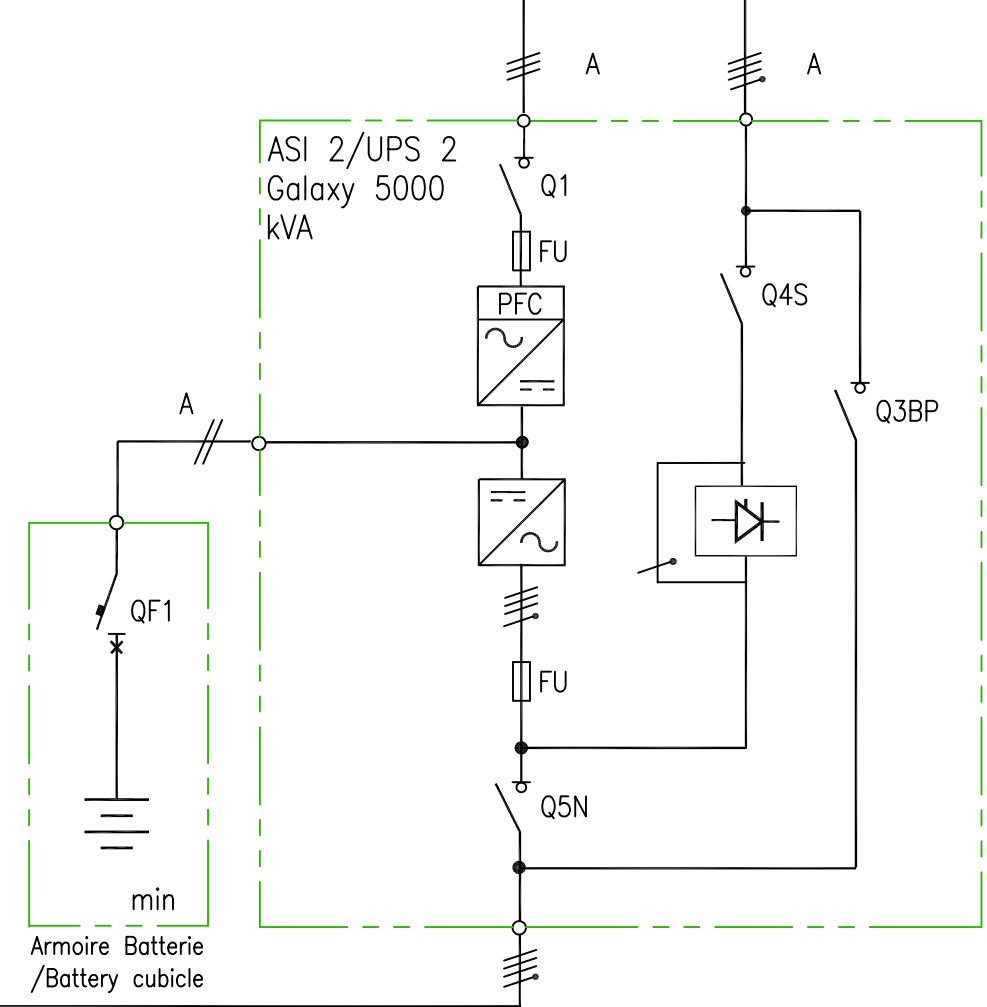 A
A
ASI 2/UPS 2
Galaxy 5000
kVA
Q1
FU
PFC
Q4S
A
Q3BP
QF1
FU
Q5N
min
Armoire Batterie
/Battery cubicle